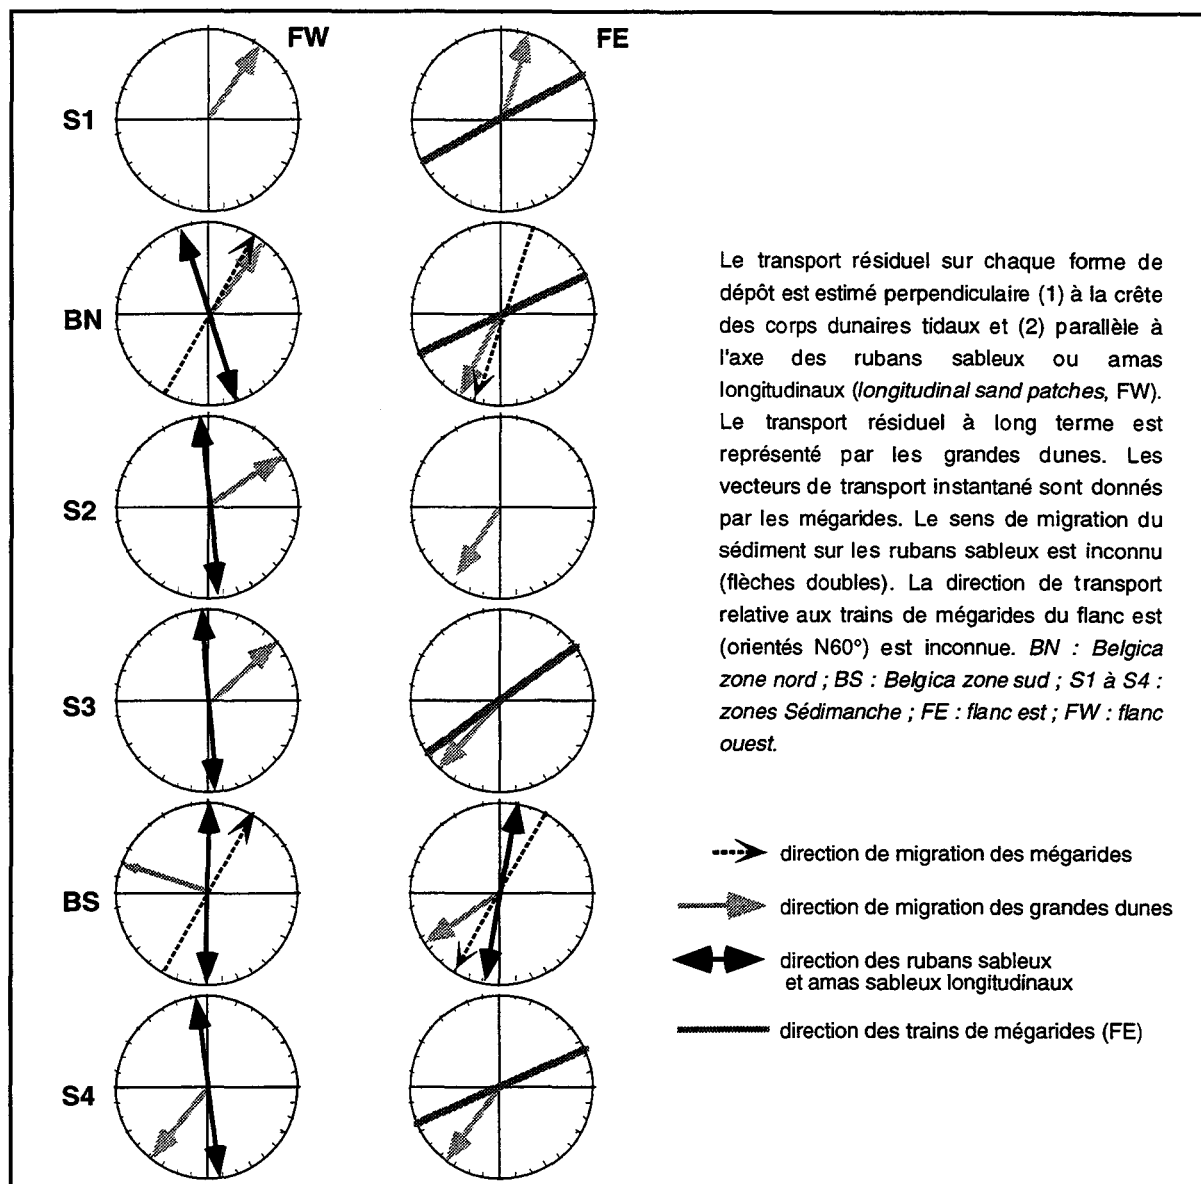 FW
FE
S1
BN
S2
S3
BS
S4
Le transport résiduel sur chaque forme de
dépôt est estimé perpendiculaire (1) à la crête
des corps dunaires tidaux et (2) parallèle à
l'axe des rubans sableux ou amas
longitudinaux (longitudinal sand patches, FW).
Le transport résiduel à long terme est
représenté par les grandes dunes. Les
vecteurs de transport instantané sont donnés
par les mégarides. Le sens de migration du
sédiment sur les rubans sableux est inconnu
(flèches doubles). La direction de transport
relative aux trains de mégarides du flanc est
(orientés N60°) est inconnue. BN : Belgica
zone nord ; BS : Belgica zone sud ; S1 à S4 :
zones Sédimanche ; FE : flanc est ; FW : flanc
ouest.
direction de migration des mégarides
direction de migration des grandes dunes
direction des rubans sableux
et amas sableux longitudinaux
direction des trains de mégarides (FE)